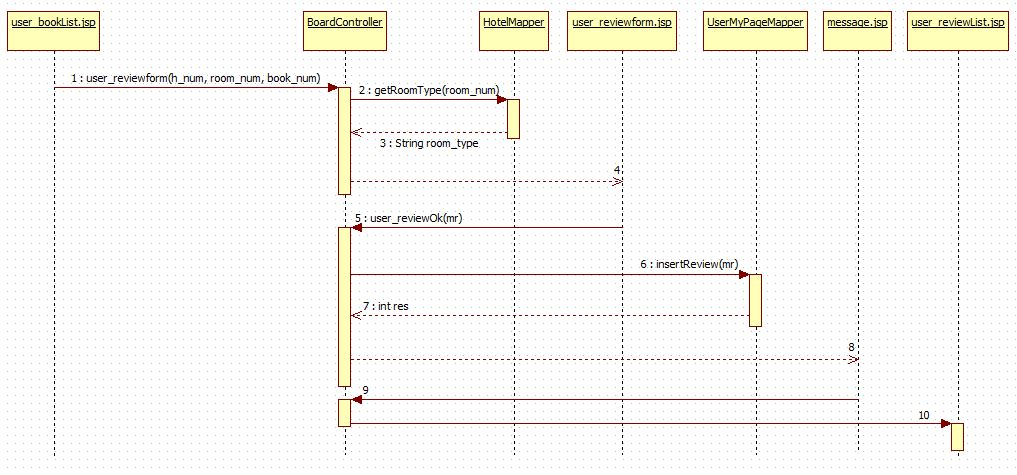 user_bookList.jsp
BoardController
HotelMapper
user_reviewform.jsp
UserMyPageMapper
message.jsp
user_reviewList.jsp
1 : user_reviewform(h_num, room_num, book_num)
2 : getRoomType(room_num)
3 : String room_type
4
5 : user_reviewOk(mr)
6 : insertReview(mr)
7 : int res
8
9
10